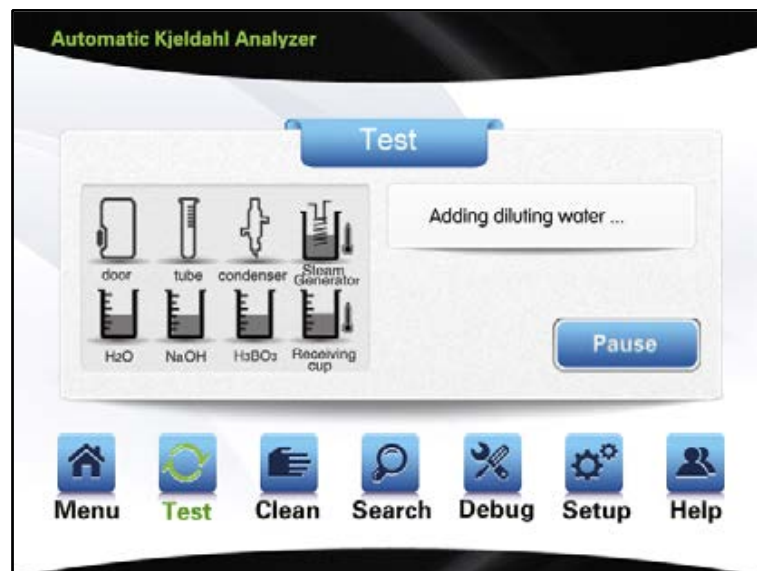 Automatic Kjeldahl Analyzer
Test
Adding diluting water ...
door tube condenser Steam Generator
H2O NaOH H3BO3 Receiving cup
Pause
Menu Test Clean Search Debug Setup Help